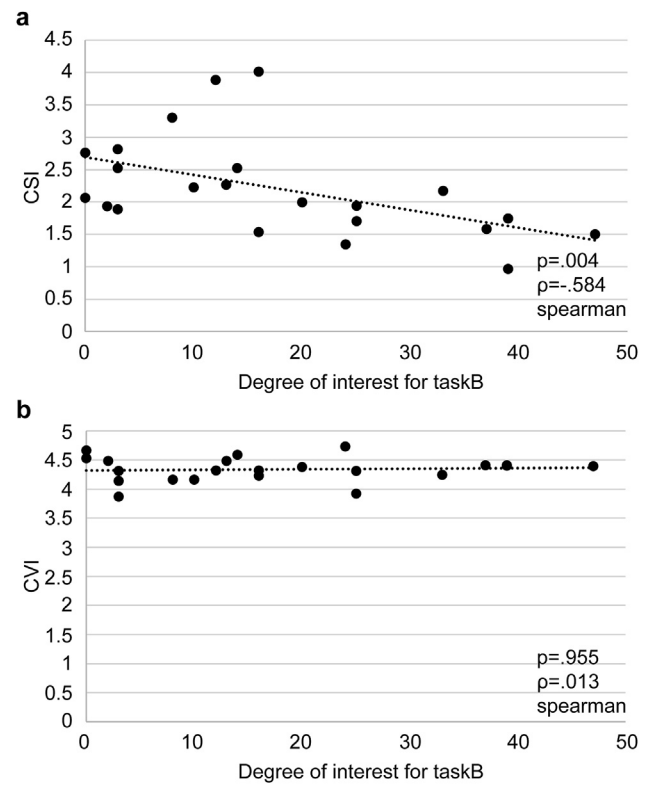 a
4.5
4
3.5
3
2.5
2
1.5
1
0.5
0
CSI
p=.004
ρ=-.584
spearman
0 10 20 30 40 50
Degree of interest for taskB
b
5
4.5
4
3.5
3
2.5
2
1.5
1
0.5
0
CVI
p=.955
ρ=.013
spearman
0 10 20 30 40 50
Degree of interest for taskB